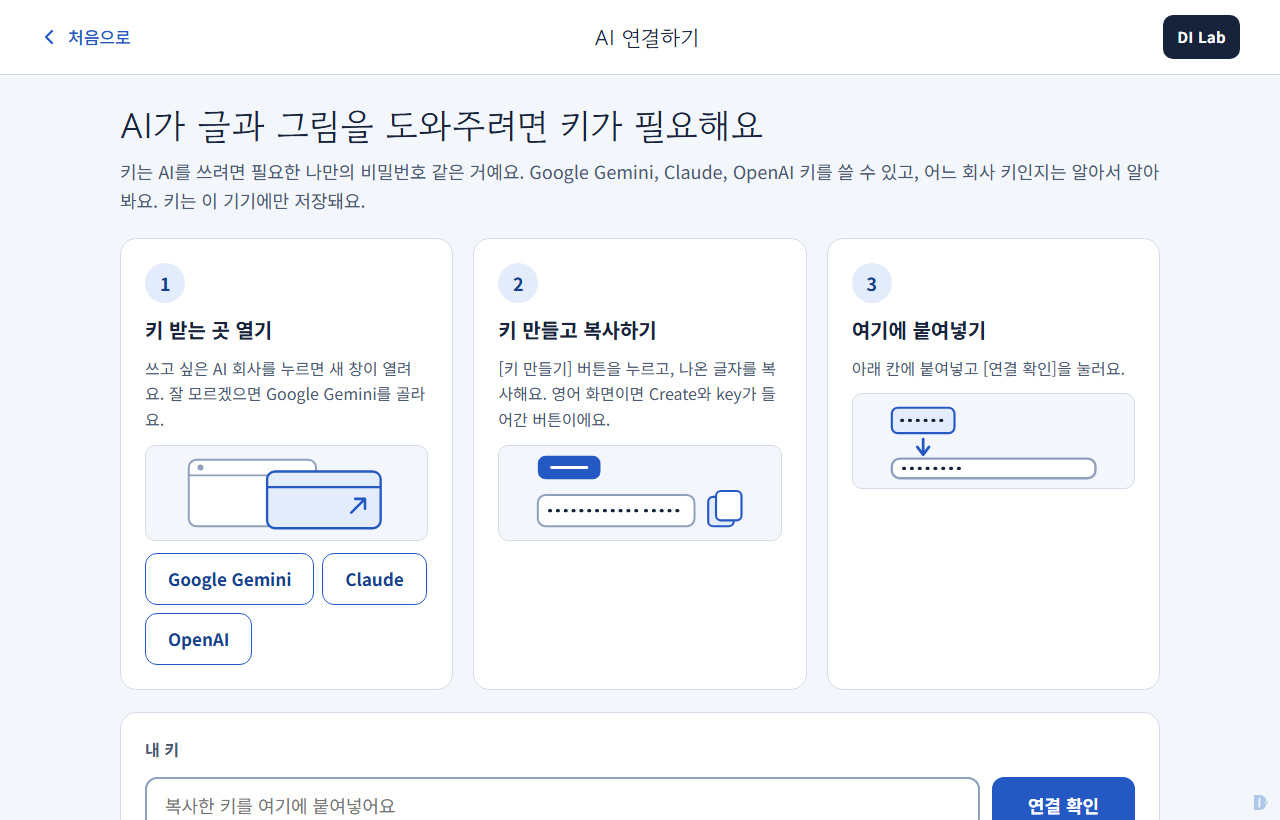 처음으로
AI 연결하기
DI Lab
AI가 글과 그림을 도와주려면 키가 필요해요
키는 AI를 쓰려면 필요한 나만의 비밀번호 같은 거예요. Google Gemini, Claude, OpenAI 키를 쓸 수 있고, 어느 회사 키인지는 알아서 알아
봐요. 키는 이 기기에만 저장돼요.
1
키 받는 곳 열기
쓰고 싶은 AI 회사를 누르면 새 창이 열려
요. 잘 모르겠으면 Google Gemini를 골라
요.
Google Gemini
Claude
OpenAI
2
키 만들고 복사하기
[키 만들기] 버튼을 누르고, 나온 글자를 복
사해요. 영어 화면이면 Create와 key가 들
어간 버튼이에요.
3
여기에 붙여넣기
아래 칸에 붙여넣고 [연결 확인]을 눌러요.
내 키
복사한 키를 여기에 붙여넣어요
연결 확인